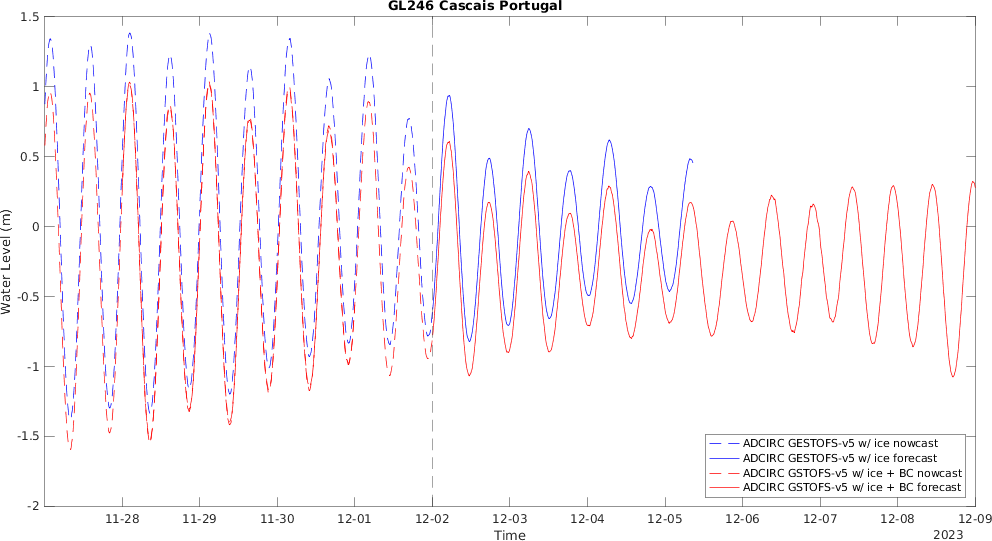 GL246 Cascais Portugal
1.5
1
0.5
0
-0.5
-1
-1.5
-2
Water Level (m)
11-28 11-29 11-30 12-01 12-02 12-03 12-04 12-05 12-06 12-07 12-08 12-09
Time
2023
ADCIRC GESTOFS-v5 w/ ice nowcast
ADCIRC GESTOFS-v5 w/ ice forecast
ADCIRC GSTOFS-v5 w/ ice + BC nowcast
ADCIRC GSTOFS-v5 w/ ice + BC forecast